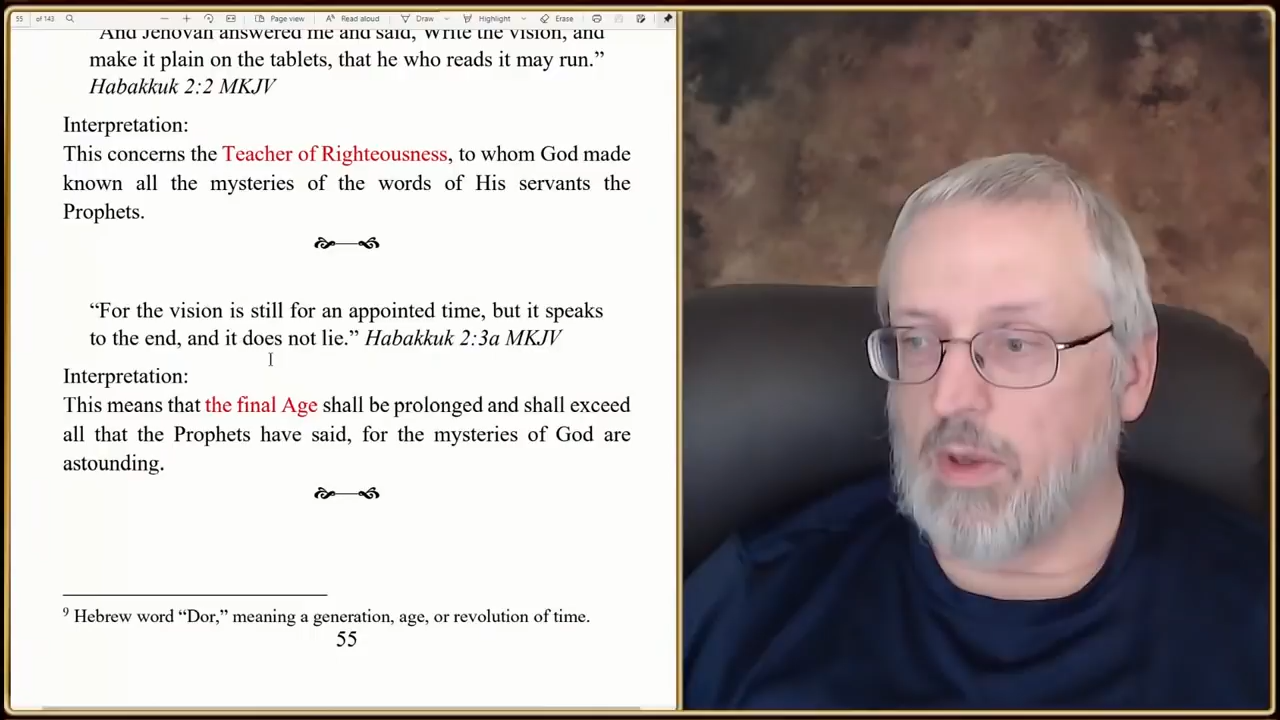 55 of 143 Page view Read aloud Draw Highlight Erase
“And Jehovah answered me and said, Write the vision, and
make it plain on the tablets, that he who reads it may run.”
Habakkuk 2:2 MKJV
Interpretation:
This concerns the Teacher of Righteousness, to whom God made
known all the mysteries of the words of His servants the
Prophets.
“For the vision is still for an appointed time, but it speaks
to the end, and it does not lie.” Habakkuk 2:3a MKJV
Interpretation:
This means that the final Age shall be prolonged and shall exceed
all that the Prophets have said, for the mysteries of God are
astounding.
9 Hebrew word “Dor,” meaning a generation, age, or revolution of time.
55